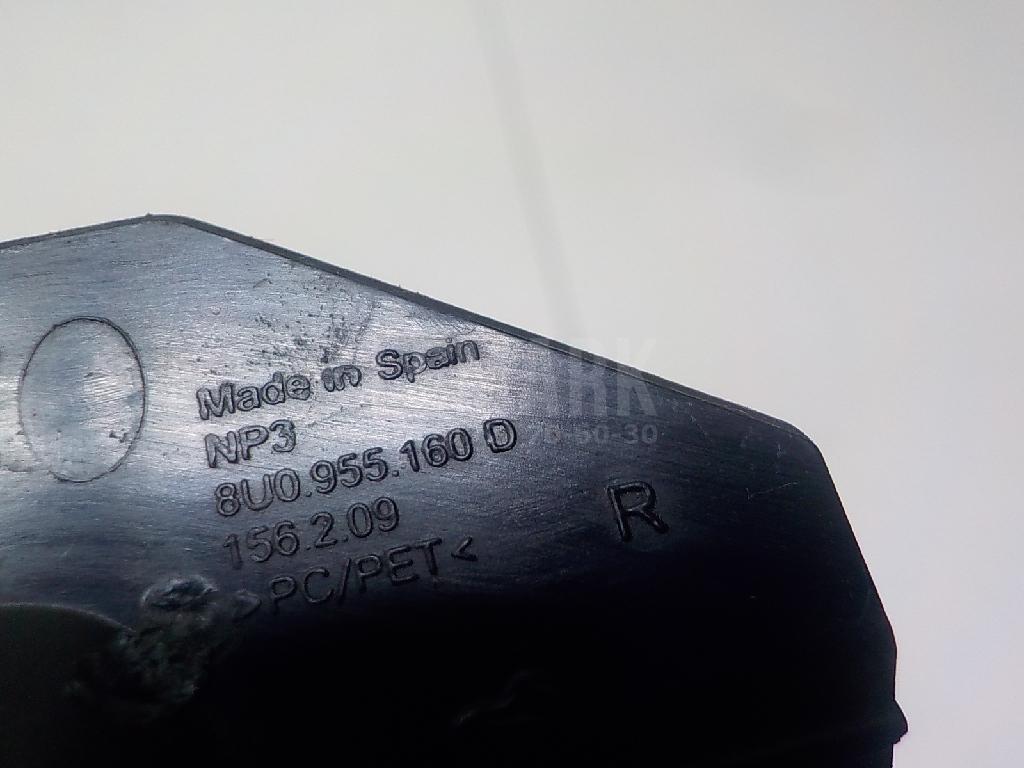 Made in Spain
NP3
8U0.955.160 D
156.2.09
>PC/PET<
R